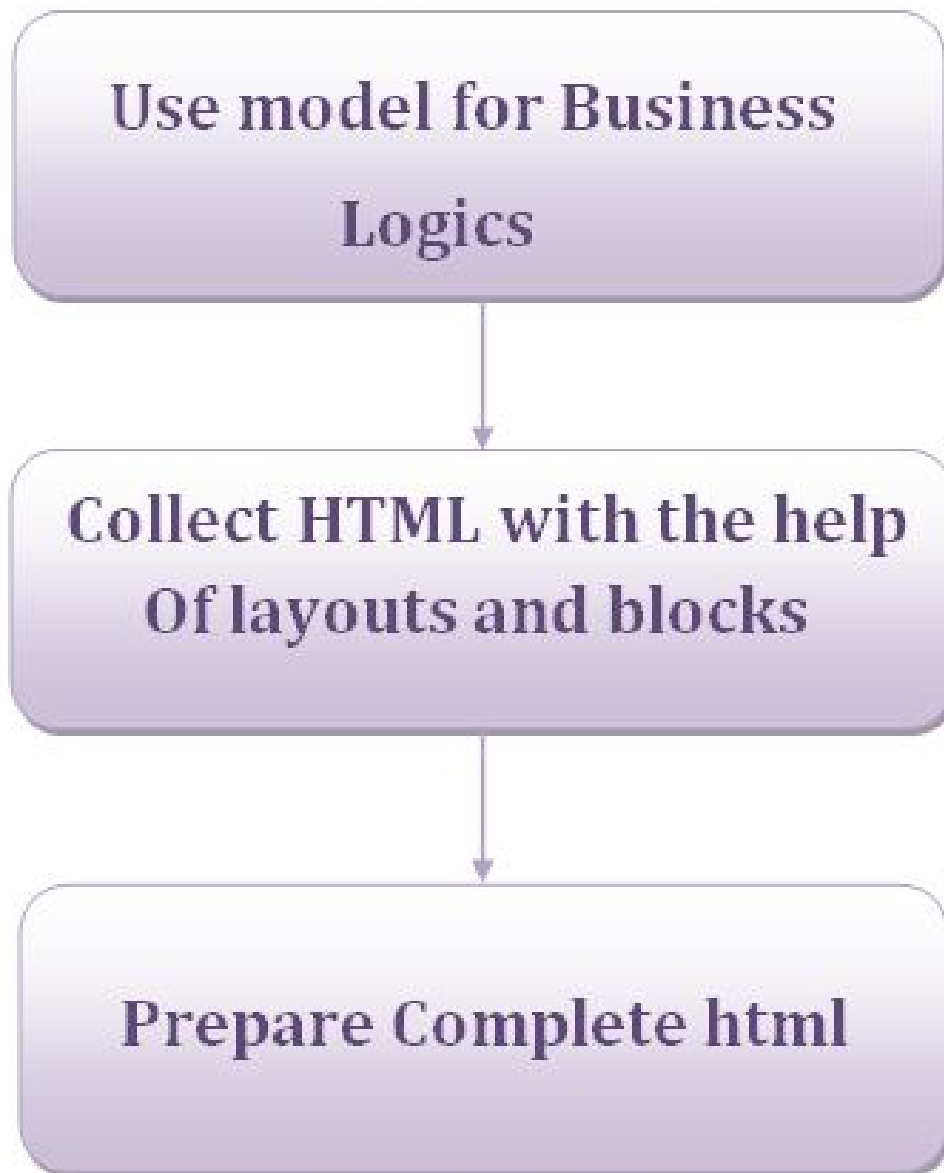 Use model for Business
Logics
Collect HTML with the help
Of layouts and blocks
Prepare Complete html